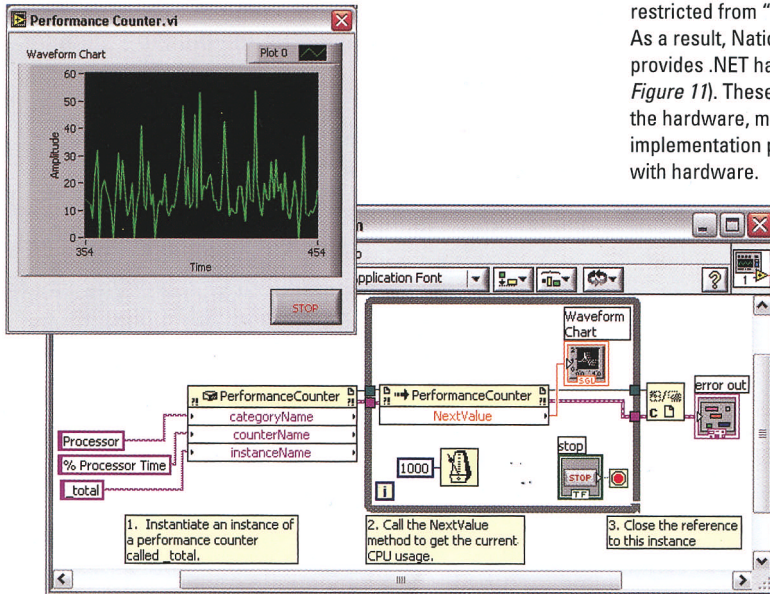 Performance Counter.vi
Waveform Chart
Plot 0
60
50
40
30
20
10
0
Amplitude
354
454
Time
STOP
restricted from “
As a result, Natio
provides .NET ha
Figure 11). These
the hardware, m
implementation p
with hardware.
Application Font
?
1
Waveform
Chart
SGL
PerformanceCounter
categoryName
counterName
instanceName
PerformanceCounter
NextValue
error out
Processor
% Processor Time
_total
1000
i
stop
STOP
TF
1. Instantiate an instance of
a performance counter
called _total.
2. Call the NextValue
method to get the current
CPU usage.
3. Close the reference
to this instance